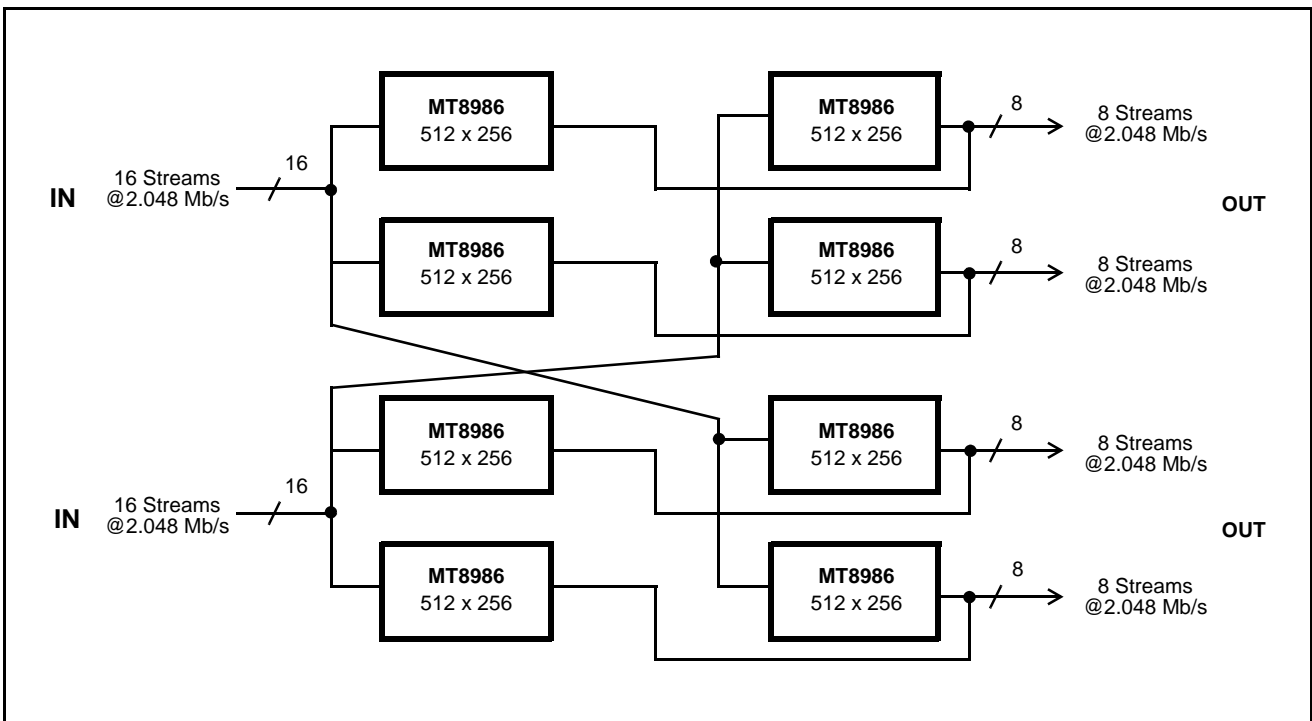 MT8986
512 x 256
MT8986
512 x 256
8
8 Streams
@2.048 Mb/s
IN
16 Streams
@2.048 Mb/s
16
OUT
MT8986
512 x 256
MT8986
512 x 256
8
8 Streams
@2.048 Mb/s
MT8986
512 x 256
MT8986
512 x 256
8
8 Streams
@2.048 Mb/s
IN
16 Streams
@2.048 Mb/s
16
OUT
MT8986
512 x 256
MT8986
512 x 256
8
8 Streams
@2.048 Mb/s